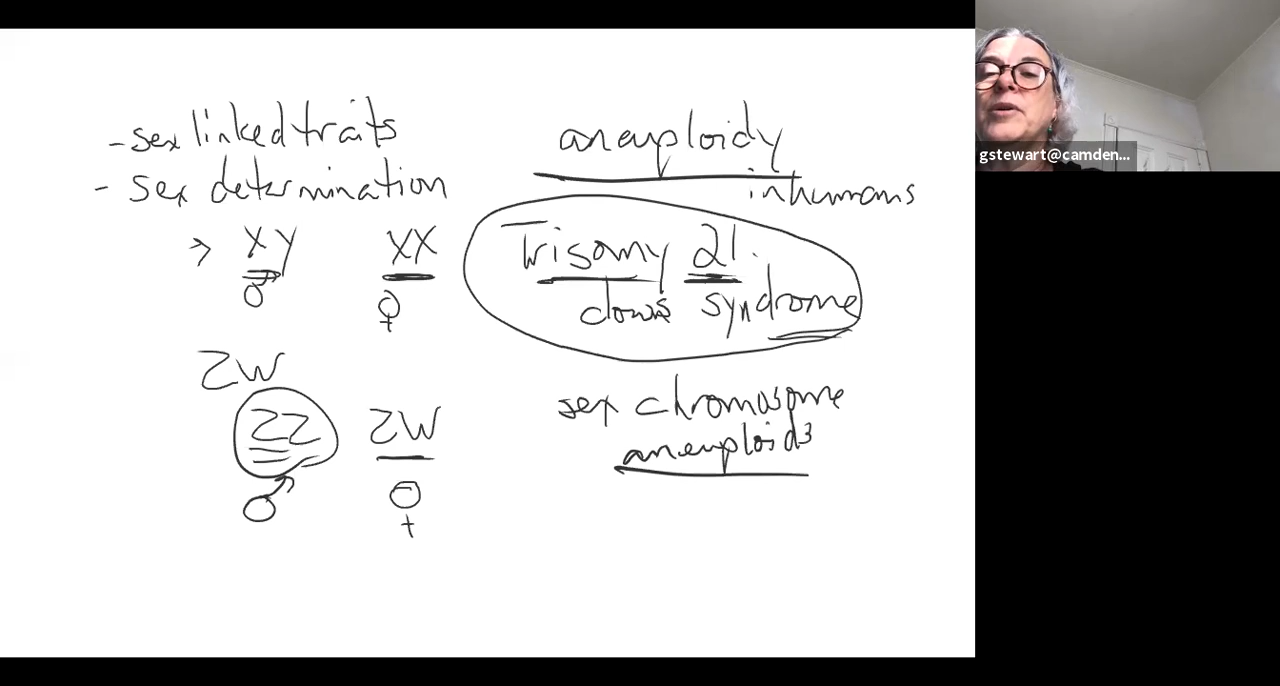 - sex linked traits
- sex determination
> XY XX
♂ ♀
ZW
ZZ ZW
♂ ♀
aneuploidy
in humans
Trisomy 21.
downs syndrome
sex chromosome
aneuploids
gstewart@camden...